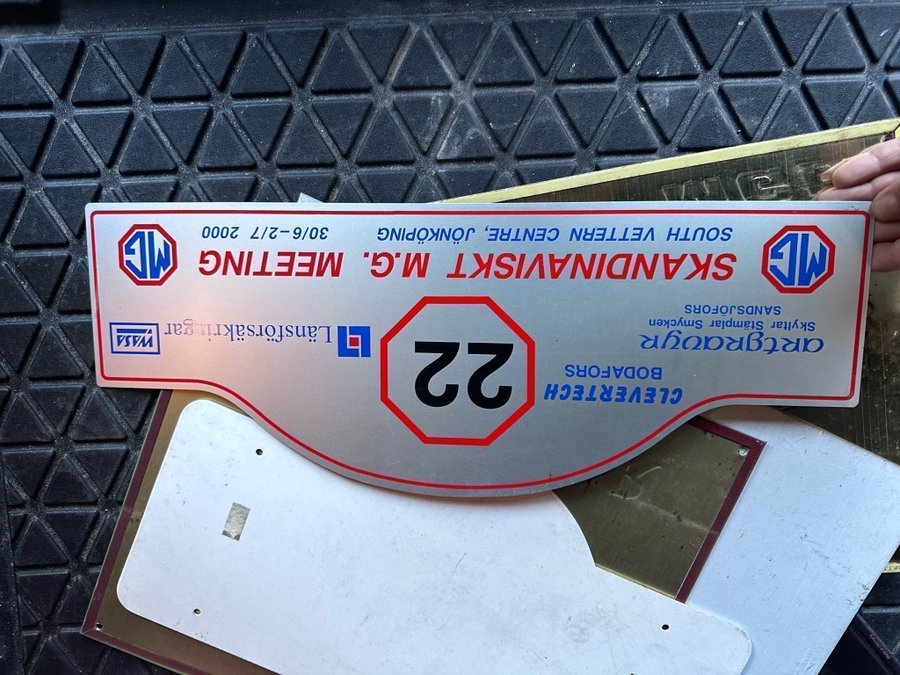 CLEVERTECH
BODAFORS
artgravyr
Skyltar Stämplar Smycken
SANDSJÖFORS
22
Länsförsäkringar
WASA
MG
SKANDINAVISKT M.G. MEETING
MG
SOUTH VETTERN CENTRE, JÖNKÖPING
30/6-2/7 2000